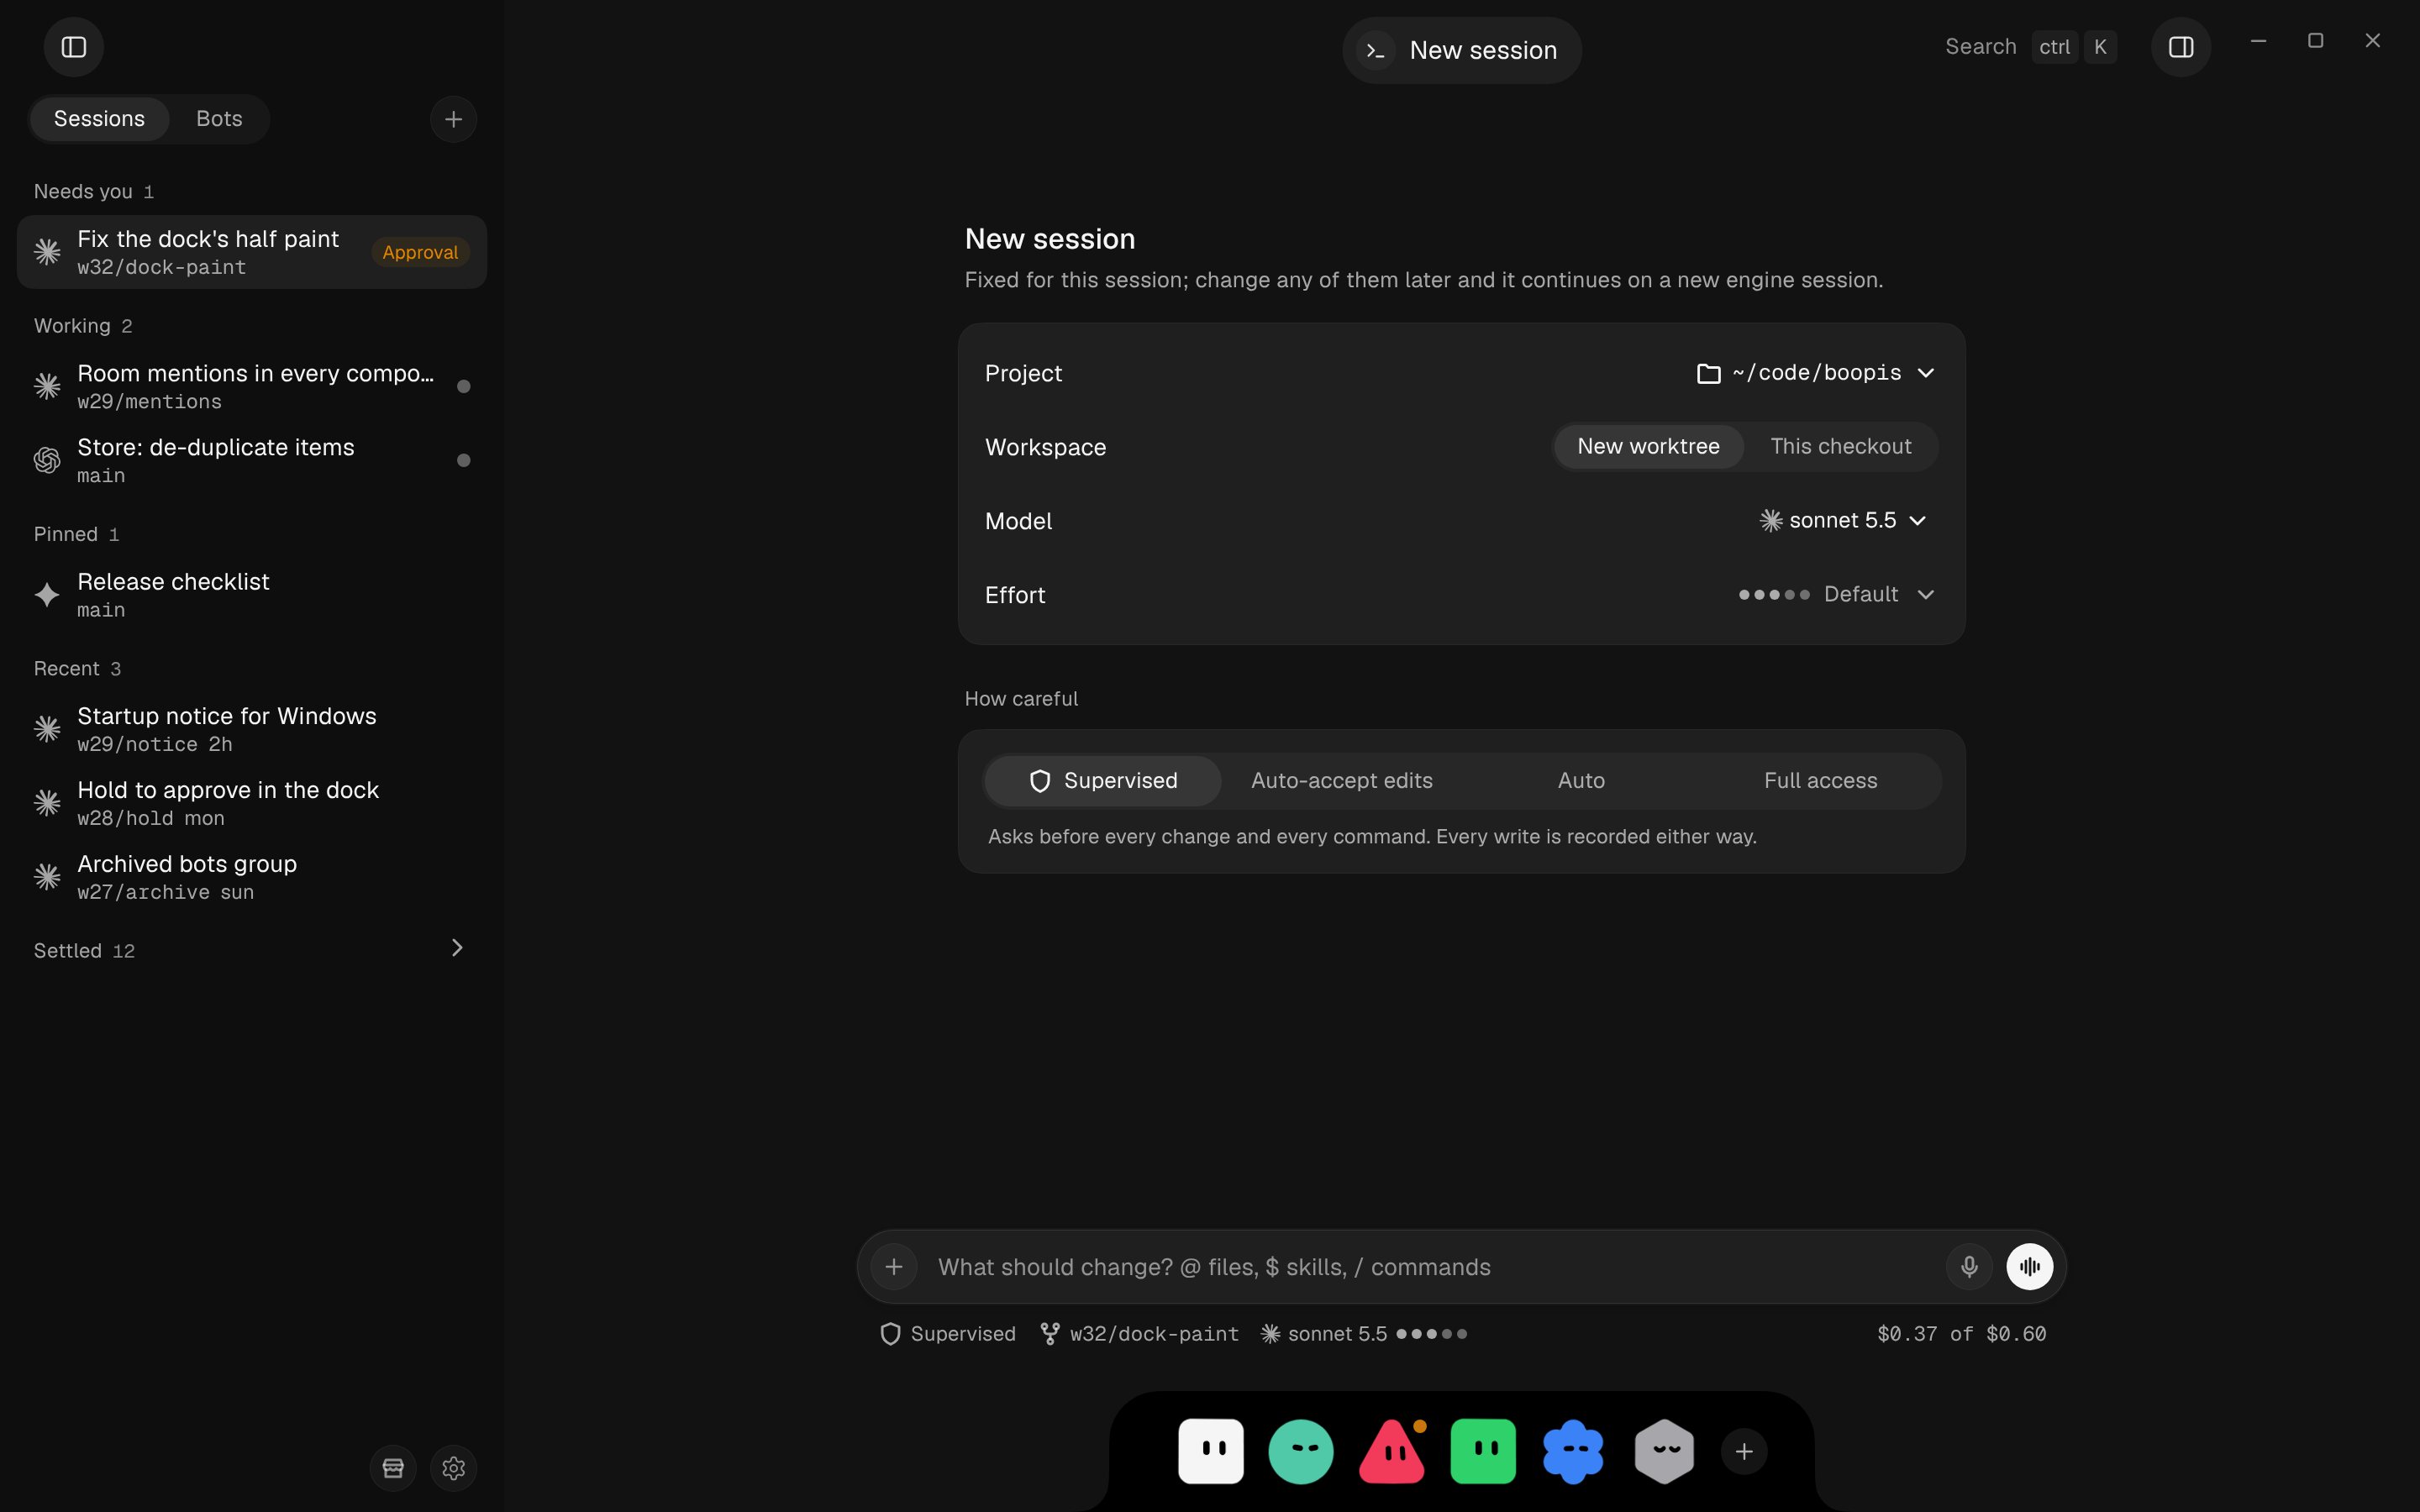 New session
Search ctrl K
Sessions Bots
Needs you 1
Fix the dock's half paint
w32/dock-paint
Approval
Working 2
Room mentions in every compo…
w29/mentions
Store: de-duplicate items
main
Pinned 1
Release checklist
main
Recent 3
Startup notice for Windows
w29/notice 2h
Hold to approve in the dock
w28/hold mon
Archived bots group
w27/archive sun
Settled 12
New session
Fixed for this session; change any of them later and it continues on a new engine session.
Project ~/code/boopis
Workspace New worktree This checkout
Model sonnet 5.5
Effort Default
How careful
Supervised Auto-accept edits Auto Full access
Asks before every change and every command. Every write is recorded either way.
What should change? @ files, $ skills, / commands
Supervised w32/dock-paint sonnet 5.5 $0.37 of $0.60